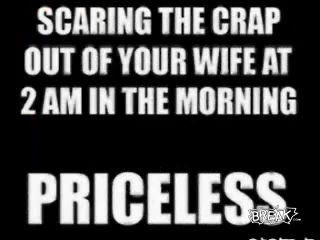 SCARING THE CRAP
OUT OF YOUR WIFE AT
2 AM IN THE MORNING
PRICELESS
BREAK